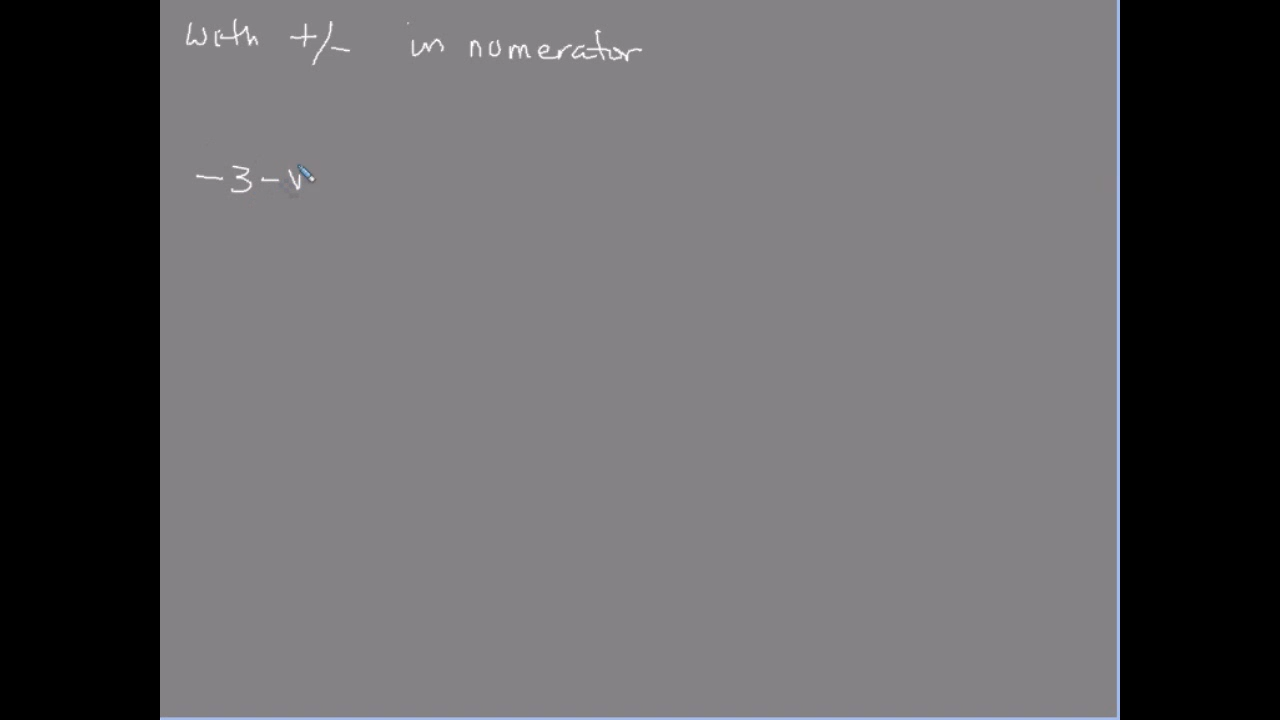 with +/- in numerator
-3-v